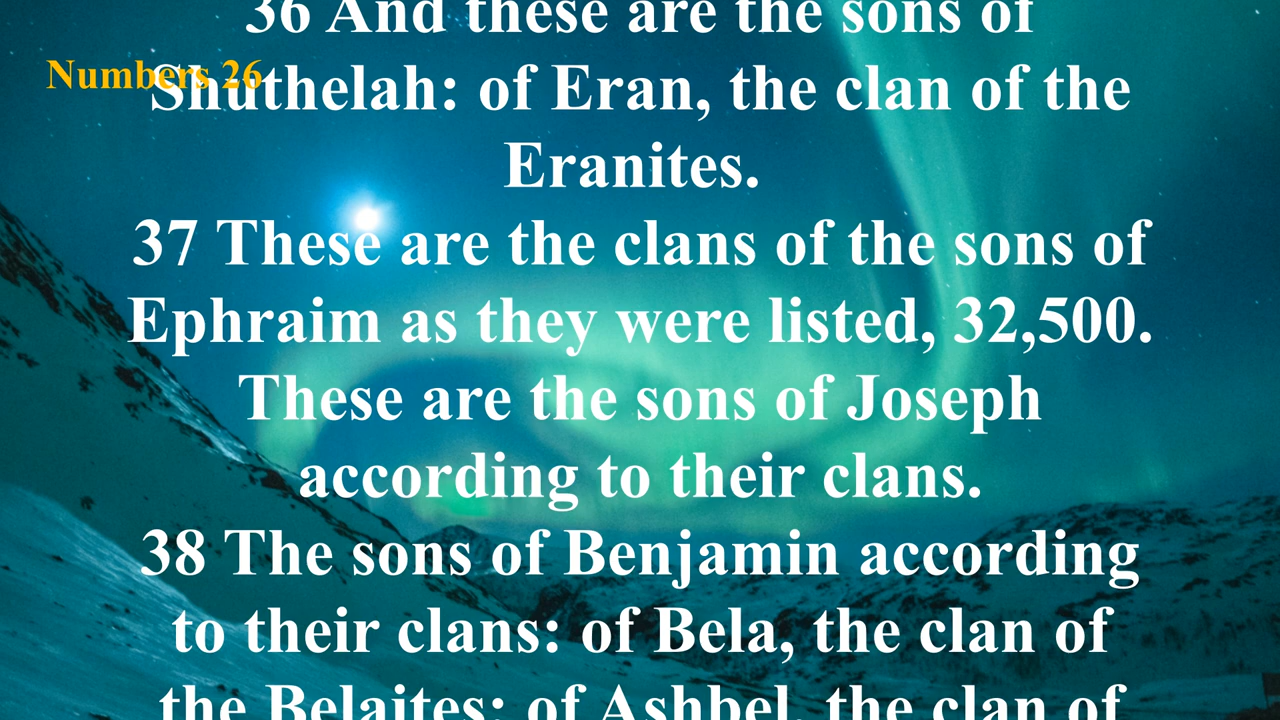 36 And these are the sons of
Numbers 26
Shuthelah: of Eran, the clan of the
Eranites.
37 These are the clans of the sons of
Ephraim as they were listed, 32,500.
These are the sons of Joseph
according to their clans.
38 The sons of Benjamin according
to their clans: of Bela, the clan of
the Belaites; of Ashbel, the clan of